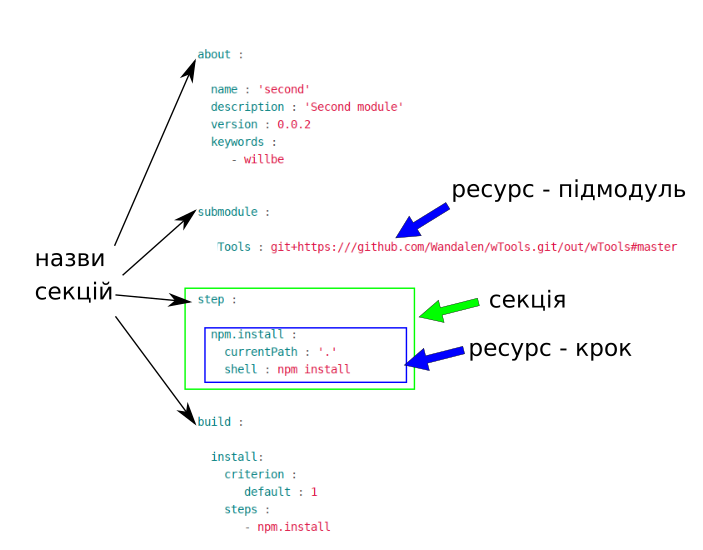 about :
name : 'second'
description : 'Second module'
version : 0.0.2
keywords :
- willbe
submodule :
Tools : git+https:///github.com/Wandalen/wTools.git/out/wTools#master
step :
npm.install :
currentPath : '.'
shell : npm install
build :
install:
criterion :
default : 1
steps :
- npm.install
назви
секцій
ресурс - підмодуль
секція
ресурс - крок